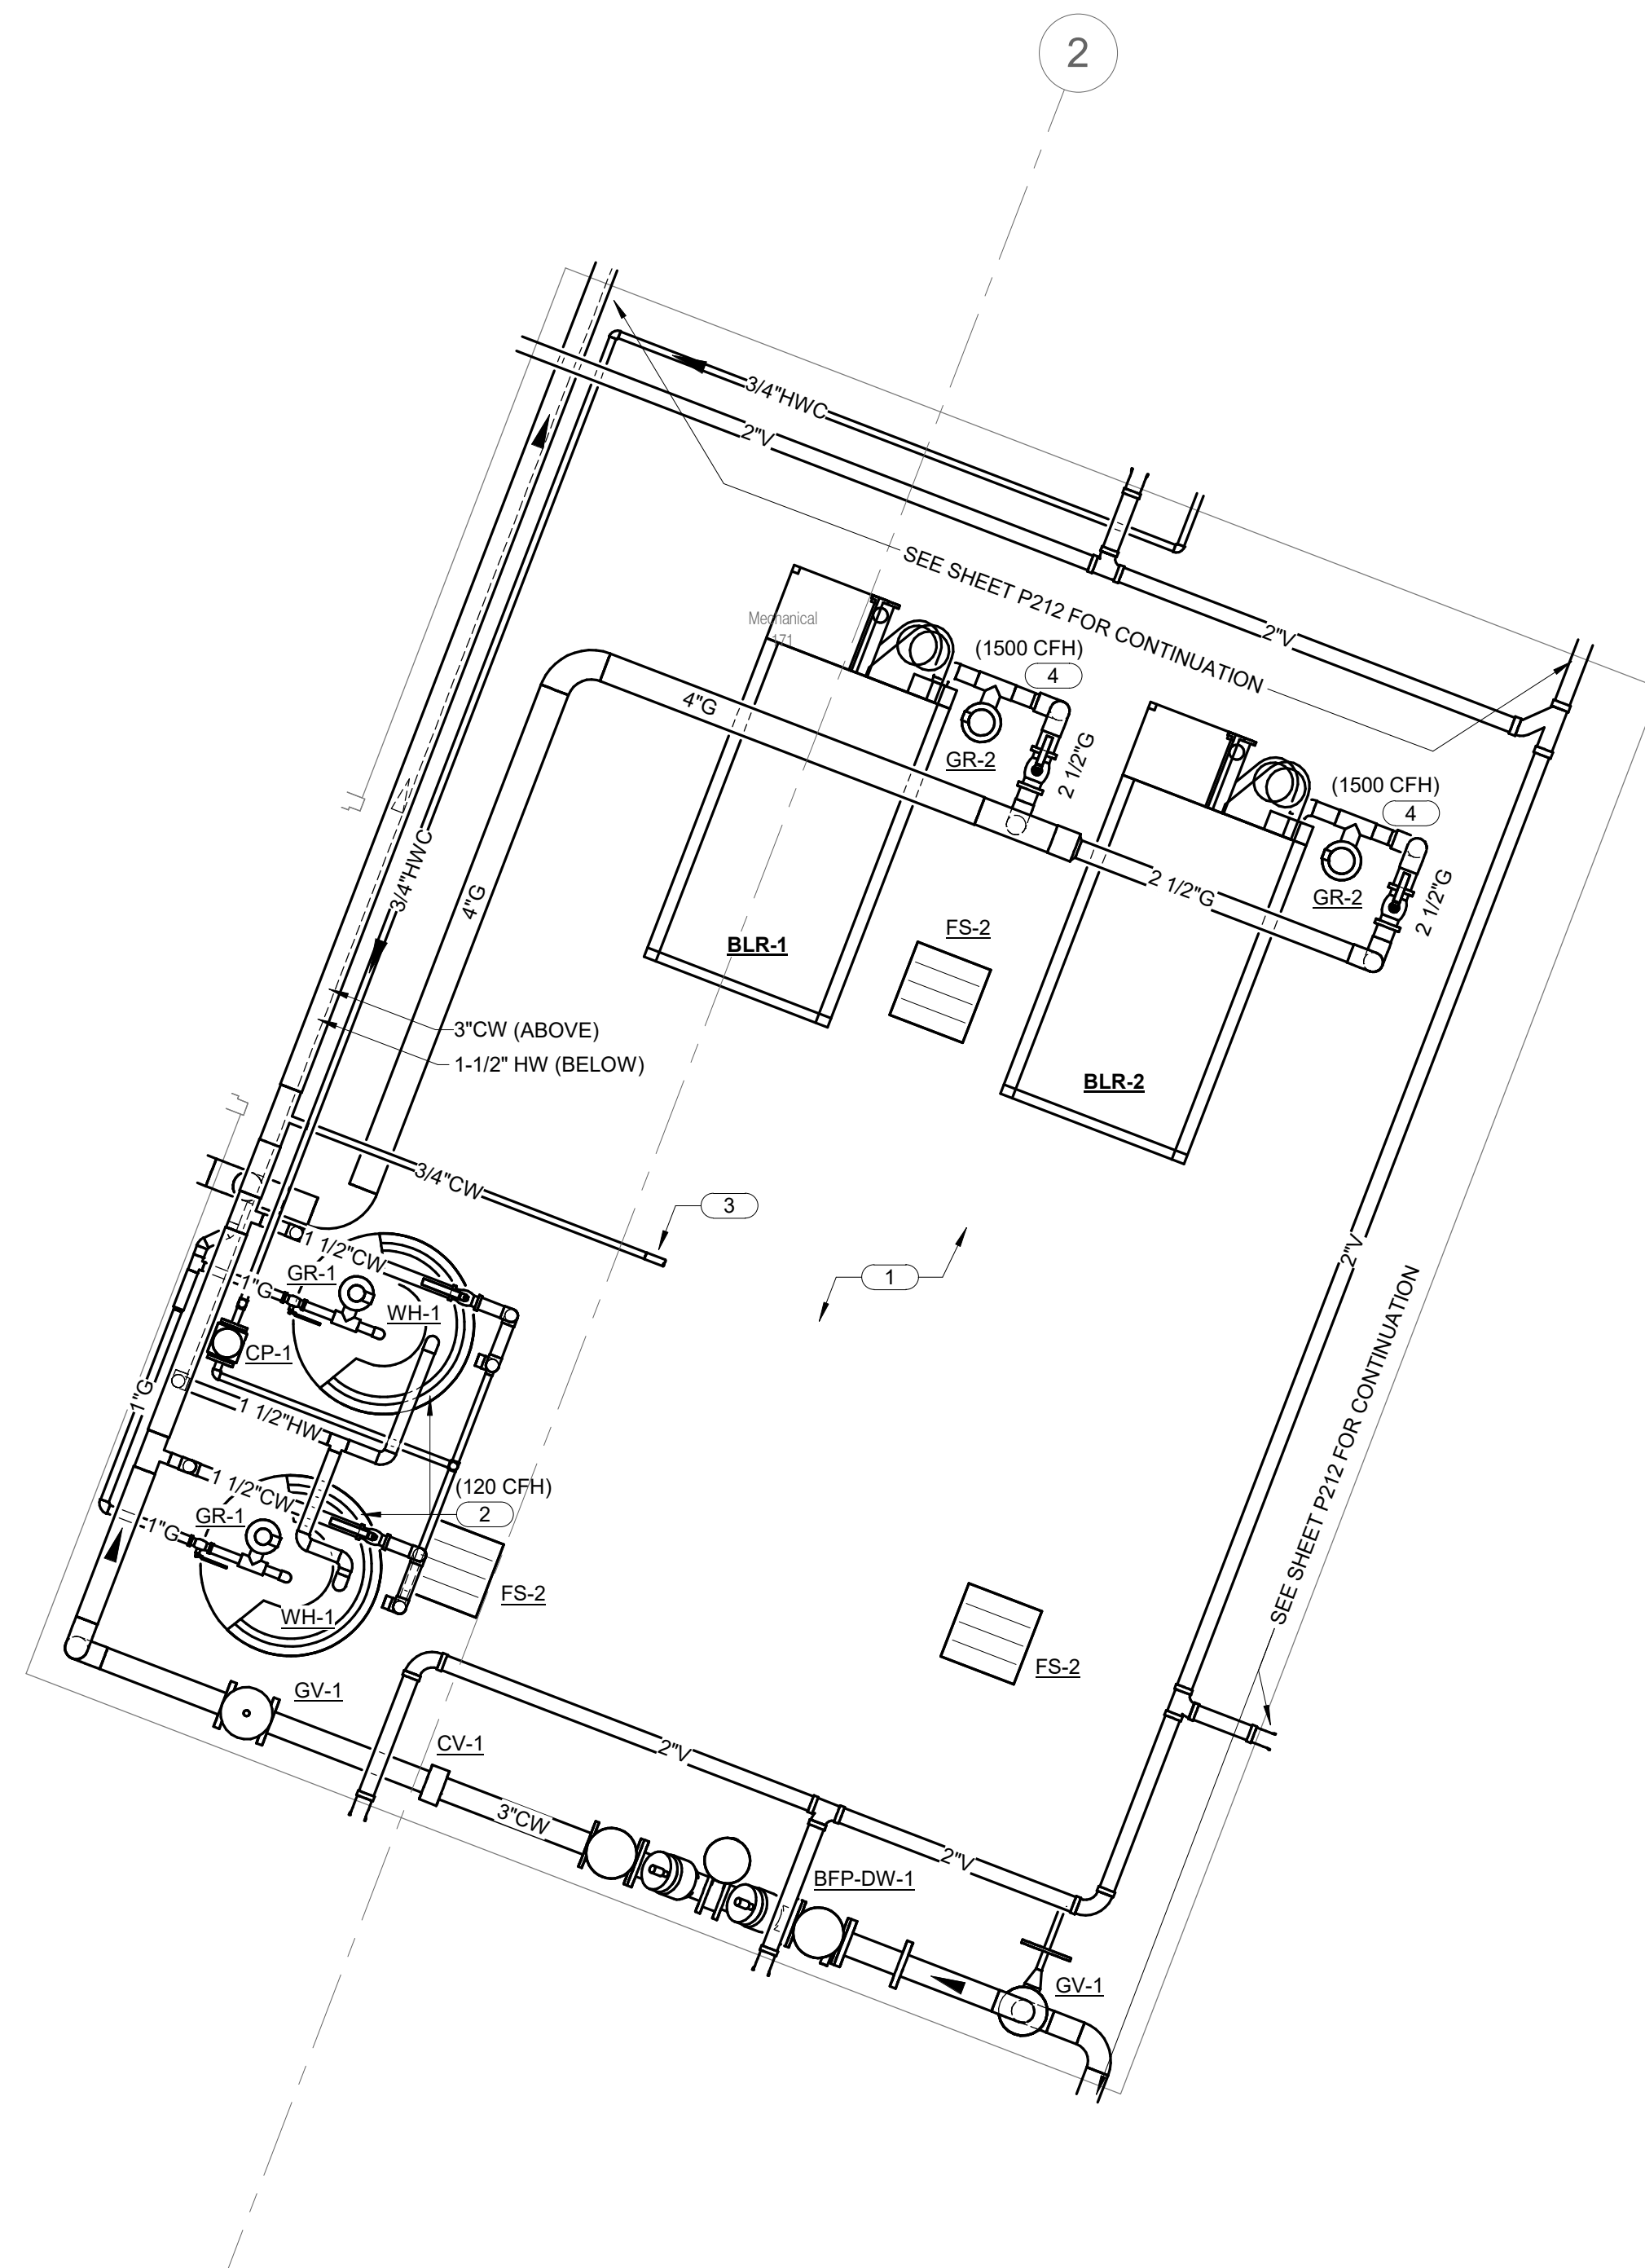 2
3/4"HWC
2"V
SEE SHEET P212 FOR CONTINUATION
Mechanical
171
(1500 CFH)
4
2"V
4"G
GR-2
2 1/2"G
(1500 CFH)
4
3/4"HWC
4"G
2 1/2"G
GR-2
2 1/2"G
BLR-1
FS-2
3"CW (ABOVE)
1-1/2" HW (BELOW)
BLR-2
3/4"CW
3
1 1/2"CW
GR-1
1"G
WH-1
1
2"V
CP-1
1"G
1 1/2"HW
SEE SHEET P212 FOR CONTINUATION
1 1/2"CW
(120 CFH)
2
GR-1
1"G
WH-1
FS-2
FS-2
GV-1
CV-1
2"V
3"CW
2"V
BFP-DW-1
GV-1